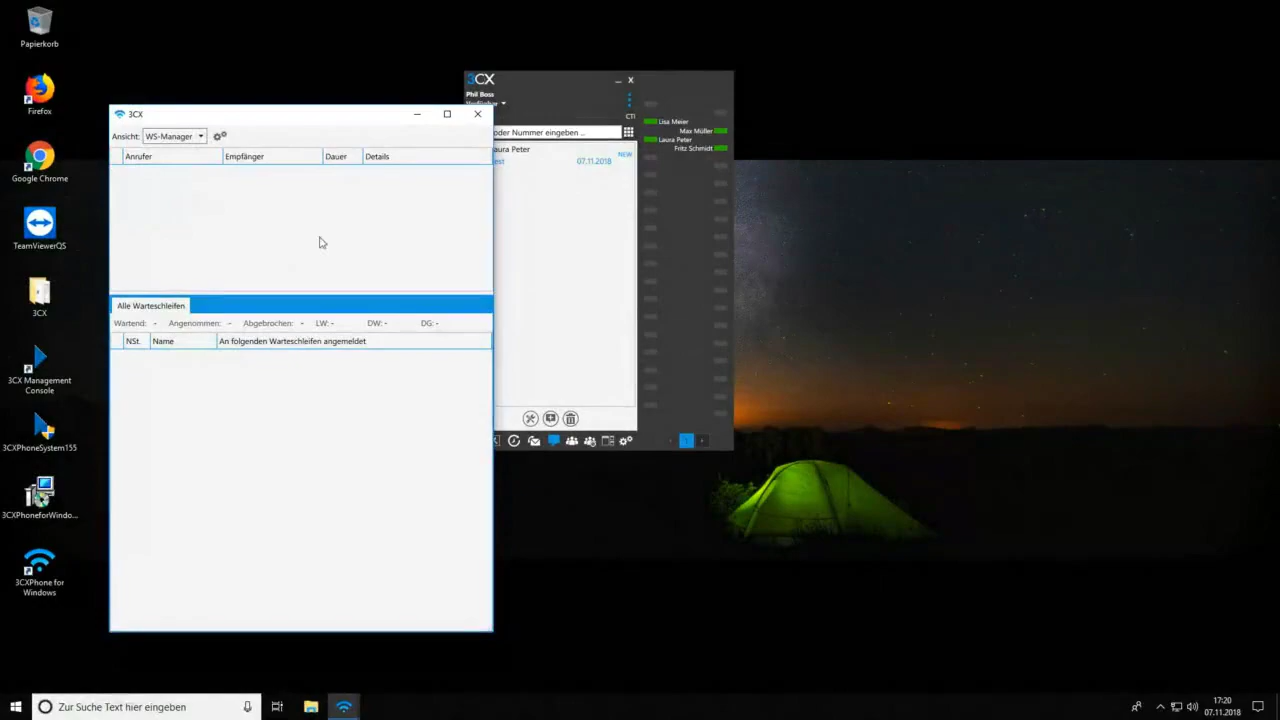 Papierkorb
Firefox
Google Chrome
TeamViewerQS
3CX
3CX Management
Console
3CXPhoneSystem155
3CXPhoneforWindo...
3CXPhone for
Windows
3CX
Ansicht: WS-Manager
Anrufer Empfänger Dauer Details
Alle Warteschleifen
Wartend: - Angenommen: - Abgebrochen: - LW: - DW: - DG: -
NSt. Name An folgenden Warteschleifen angemeldet
3CX
Phil Boss
Verfügbar
CTI
oder Nummer eingeben ..
aura Peter
NEW
est 07.11.2018
Lisa Meier
Max Müller
Laura Peter
Fritz Schmidt
Zur Suche Text hier eingeben
17:20
07.11.2018